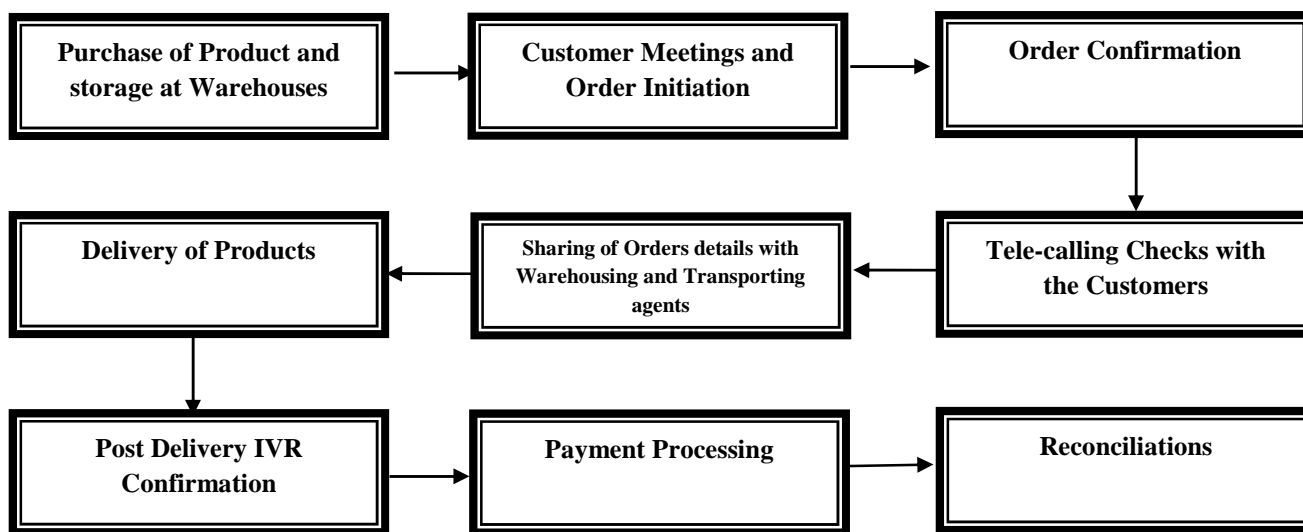 Purchase of Product and
storage at Warehouses
Customer Meetings and
Order Initiation
Order Confirmation
Delivery of Products
Sharing of Orders details with
Warehousing and Transporting
agents
Tele-calling Checks with
the Customers
Post Delivery IVR
Confirmation
Payment Processing
Reconciliations